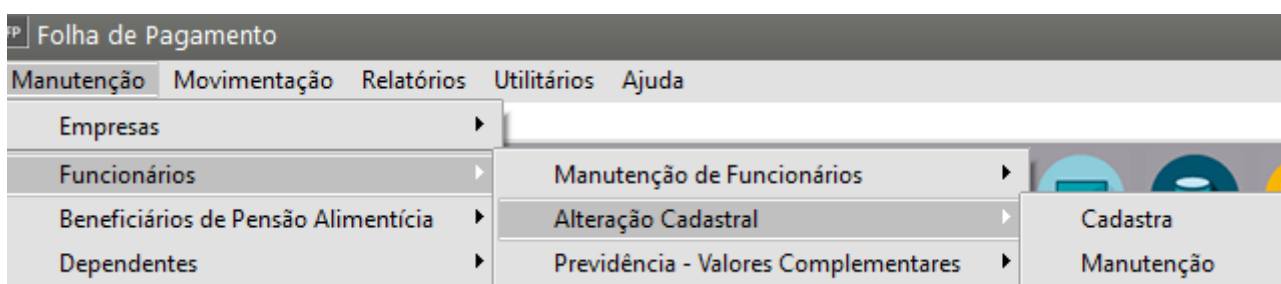 FP Folha de Pagamento
Manutenção Movimentação Relatórios Utilitários Ajuda
Empresas
Funcionários Manutenção de Funcionários
Beneficiários de Pensão Alimentícia Alteração Cadastral Cadastra
Dependentes Previdência - Valores Complementares Manutenção